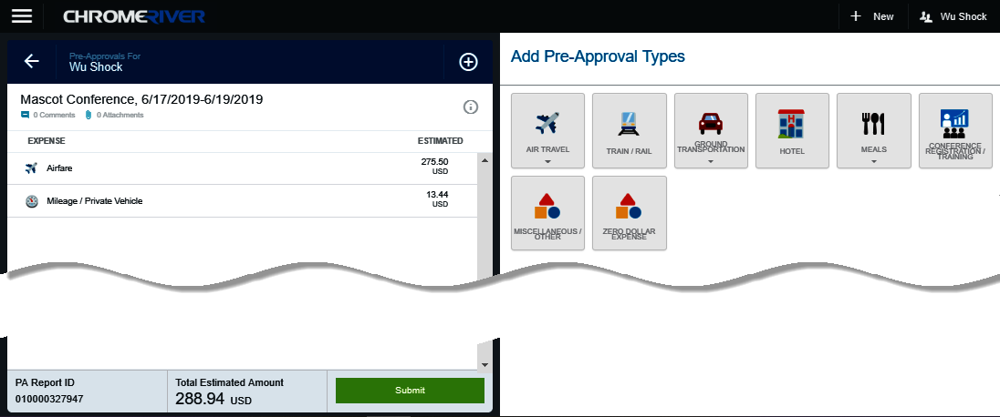 CHROMERIVER
New
Wu Shock
Pre-Approvals For
Wu Shock
Mascot Conference, 6/17/2019-6/19/2019
0 Comments
0 Attachments
EXPENSE
ESTIMATED
Airfare
275.50
USD
Mileage / Private Vehicle
13.44
USD
PA Report ID
010000327947
Total Estimated Amount
288.94 USD
Submit
Add Pre-Approval Types
AIR TRAVEL
TRAIN / RAIL
GROUND
TRANSPORTATION
HOTEL
MEALS
CONFERENCE
REGISTRATION /
TRAINING
MISCELLANEOUS /
OTHER
ZERO DOLLAR
EXPENSE